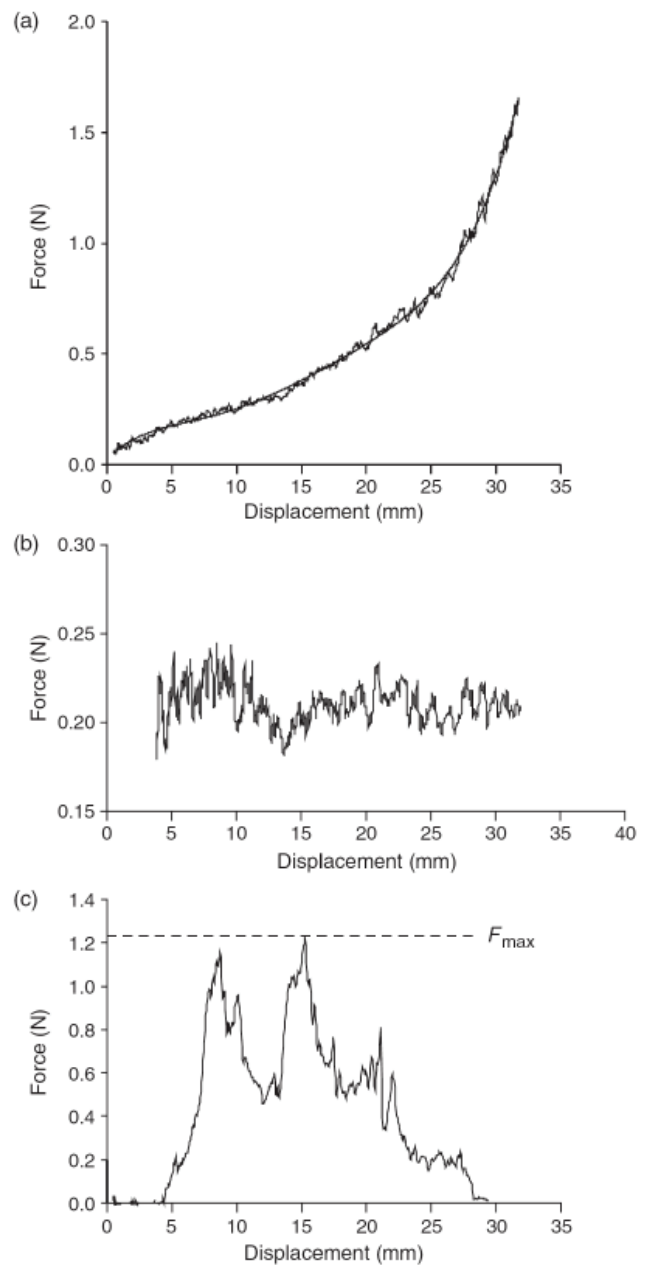 (a)
2.0
1.5
1.0
0.5
0.0
Force (N)
0 5 10 15 20 25 30 35
Displacement (mm)
(b)
0.30
0.25
0.20
0.15
Force (N)
0 5 10 15 20 25 30 35 40
Displacement (mm)
(c)
1.4
1.2
1.0
0.8
0.6
0.4
0.2
0.0
Force (N)
Fmax
0 5 10 15 20 25 30 35
Displacement (mm)